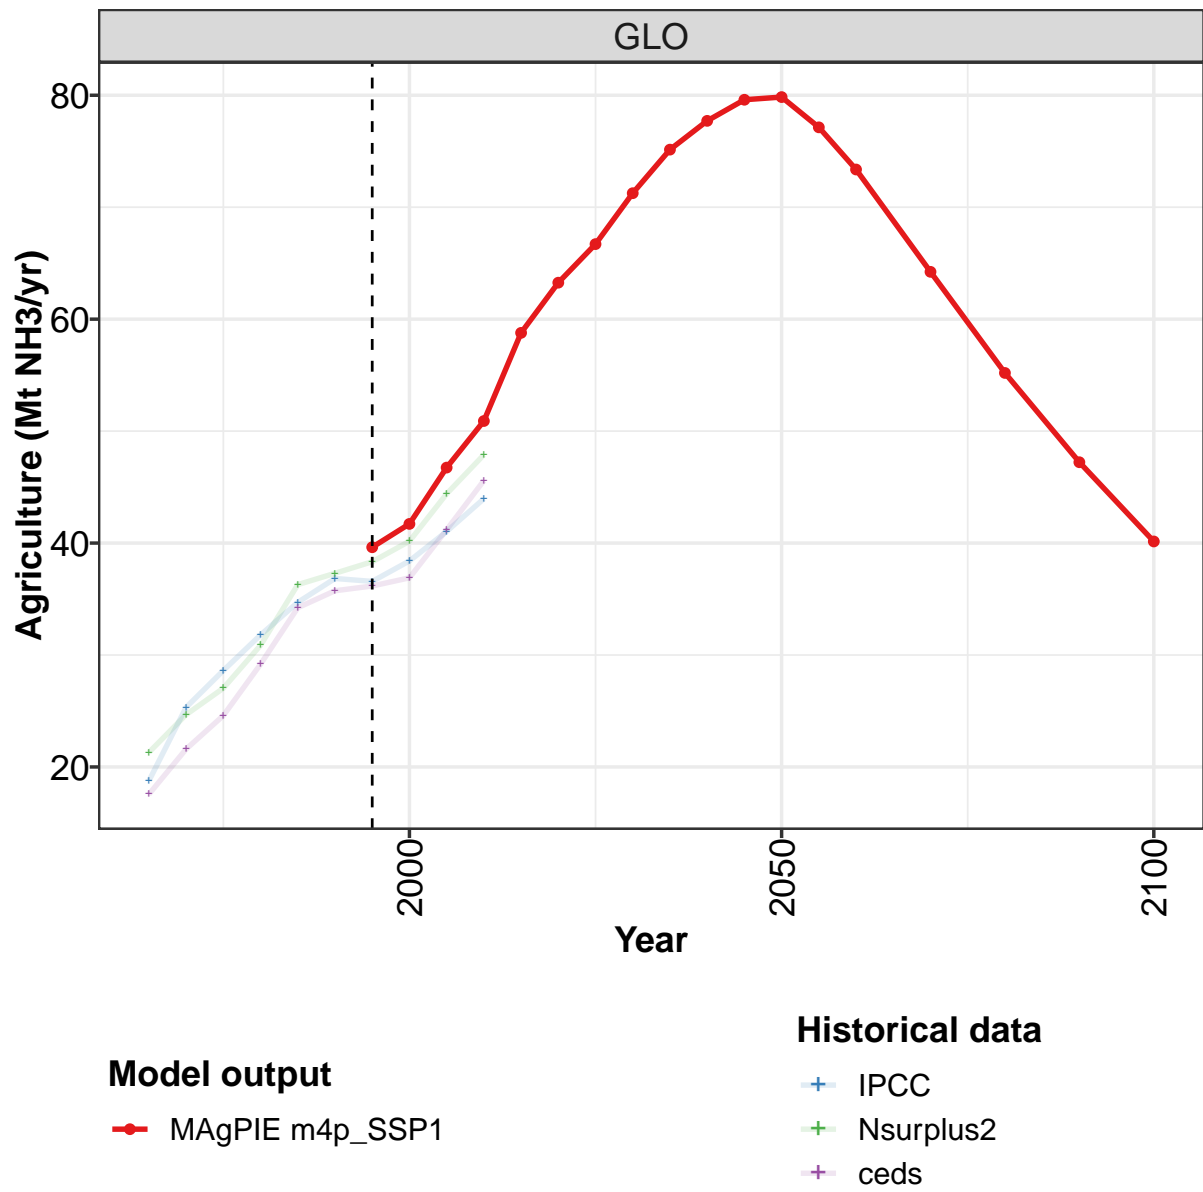 GLO
80
60
40
20
Agriculture (Mt NH3/yr)
2000
2050
2100
Year
Model output
MAgPIE m4p_SSP1
Historical data
IPCC
Nsurplus2
ceds